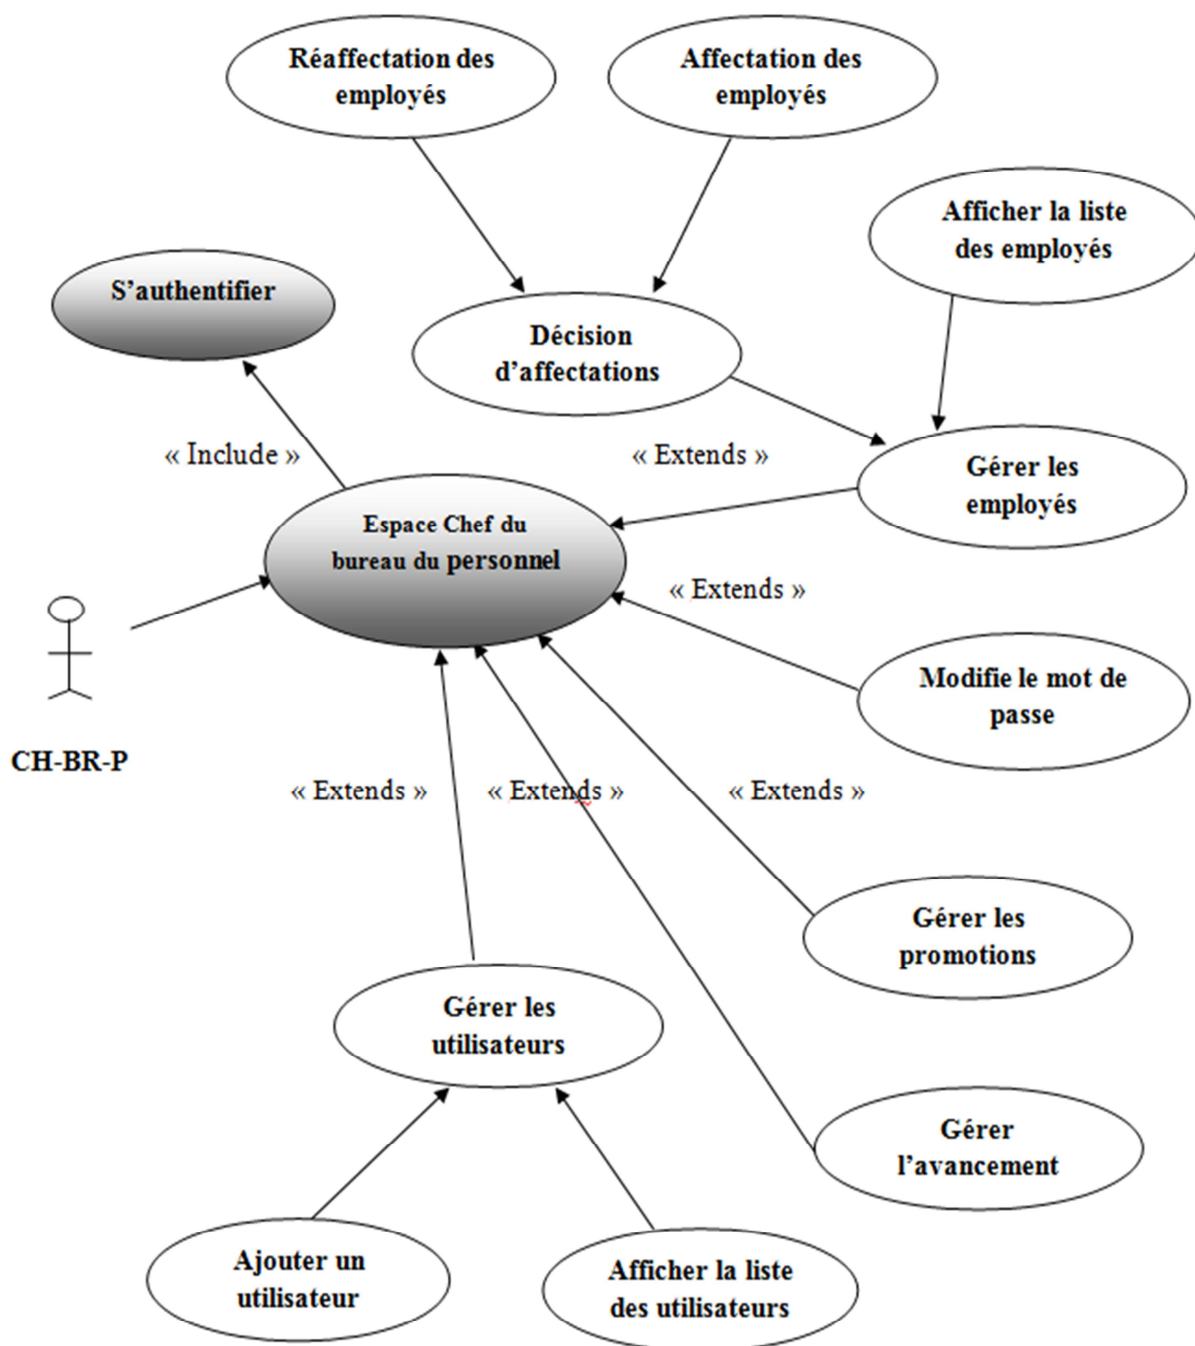 Réaffectation des
employés
Affectation des
employés
Afficher la liste
des employés
S’authentifier
Décision
d’affectations
« Include »
« Extends »
Gérer les
employés
Espace Chef du
bureau du personnel
« Extends »
Modifie le mot de
passe
CH-BR-P
« Extends »
« Extends »
« Extends »
Gérer les
promotions
Gérer les
utilisateurs
Gérer
l’avancement
Ajouter un
utilisateur
Afficher la liste
des utilisateurs